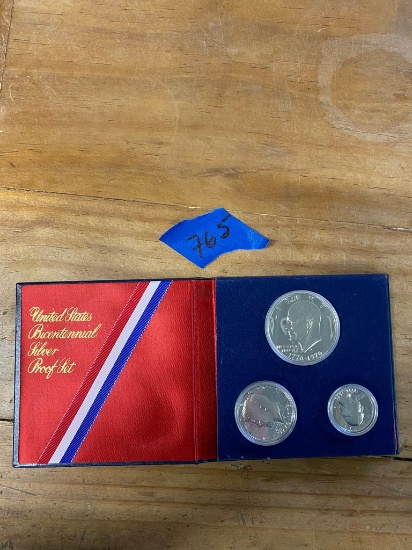 765
United States
Bicentennial
Silver
Proof Set
1776-1976